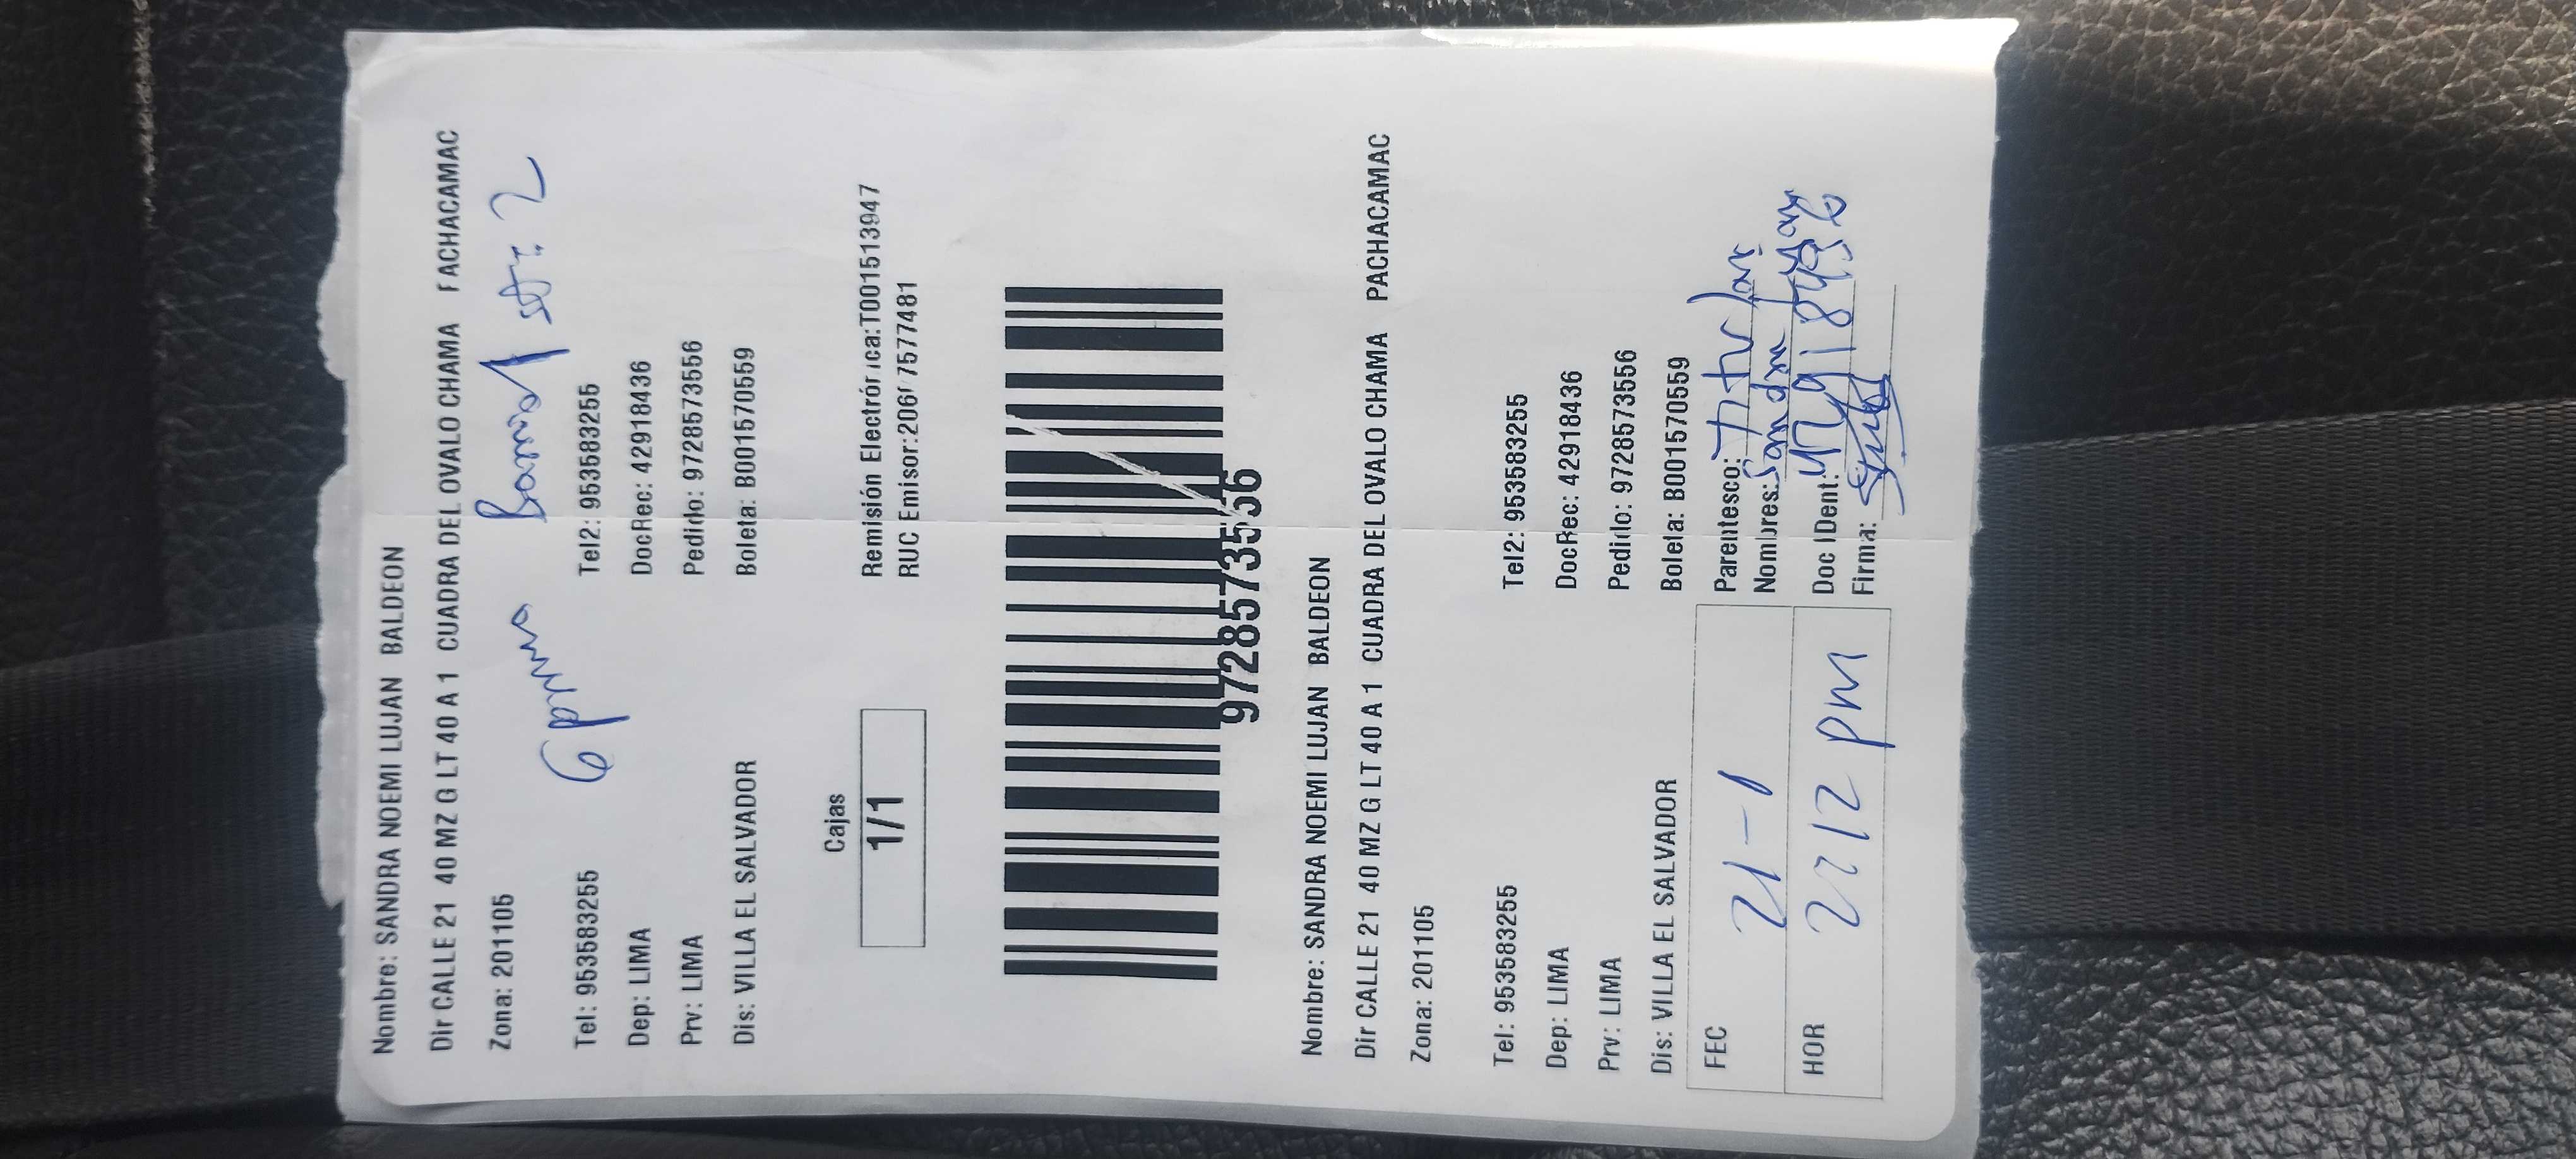 Nombre: SANDRA NOEMI LUJAN BALDEON
Dir CALLE 21 40 MZ G LT 40 A 1 CUADRA DEL OVALO CHAMA FACHACAMAC
Zona: 201105
6
Tel: 953583255 Tel2: 953583255
Dep: LIMA DocRec: 42918436
Prv: LIMA Pedido: 9728573556
Dis: VILLA EL SALVADOR Boleta: B001570559
Cajas
1/1
Remisión Electrónica:T001513947
RUC Emisor:
9728573556
Nombre: SANDRA NOEMI LUJAN BALDEON
Dir CALLE 21 40 MZ G LT 40 A 1 CUADRA DEL OVALO CHAMA PACHACAMAC
Zona: 201105
Tel: 953583255 Tel2: 953583255
Dep: LIMA DocRec: 42918436
Prv: LIMA Pedido: 9728573556
Dis: VILLA EL SALVADOR Boleta: B001570559
FEC 21-1
HOR 2212 pm
Parentesco:
Nombres: Sandra Lujan
Doc IDent: 42918436
Firma: